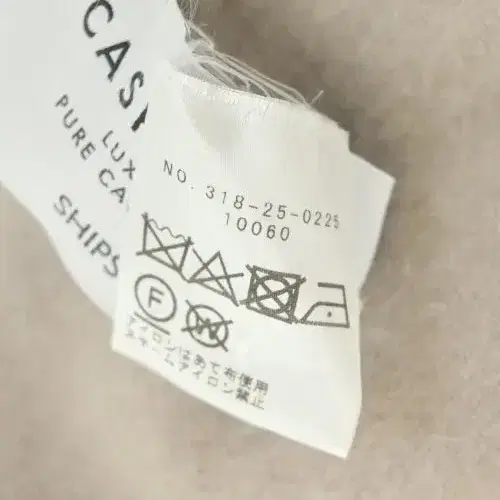 CAS
LUX
PURE CA
SHIPS
NO. 318-25-0225
10060
F
W
アイロンはあて布使用
スチームアイロン禁止